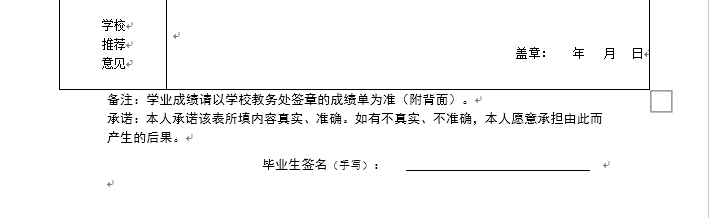 学校
推荐
意见
盖章： 年 月 日
备注：学业成绩请以学校教务处签章的成绩单为准（附背面）。
承诺：本人承诺该表所填内容真实、准确。如有不真实、不准确，本人愿意承担由此而
产生的后果。
毕业生签名（手写）：